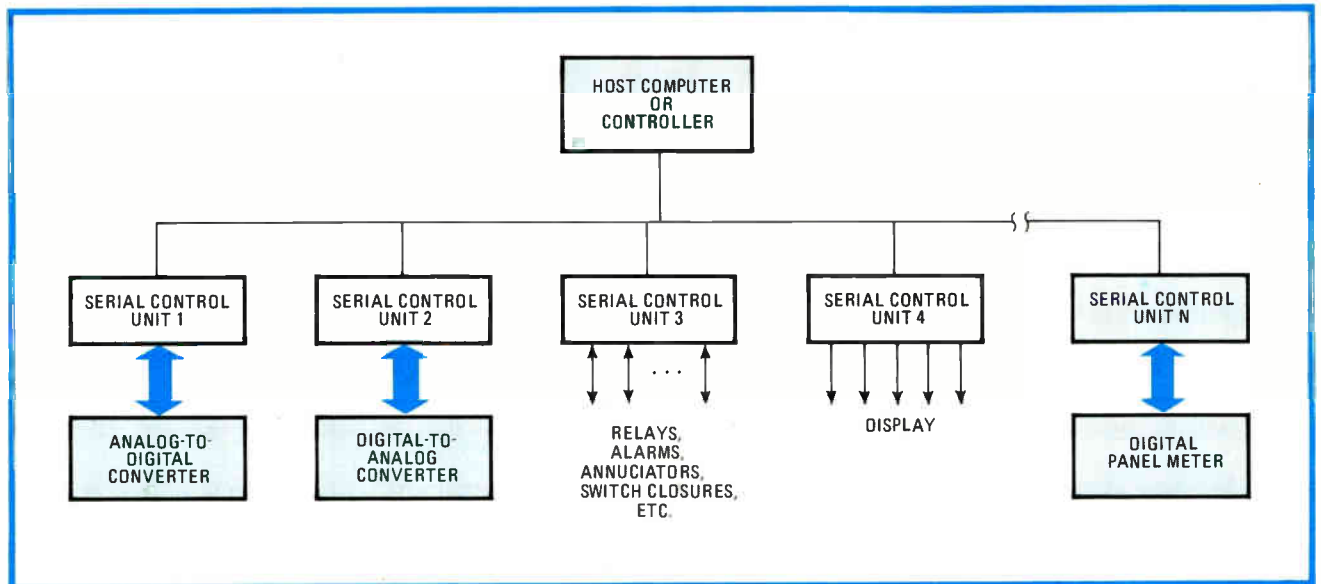 HOST COMPUTER
OR
CONTROLLER
SERIAL CONTROL
UNIT 1
SERIAL CONTROL
UNIT 2
SERIAL CONTROL
UNIT 3
SERIAL CONTROL
UNIT 4
SERIAL CONTROL
UNIT N
ANALOG-TO-
DIGITAL
CONVERTER
DIGITAL-TO-
ANALOG
CONVERTER
...
RELAYS,
ALARMS,
ANNUCIATORS,
SWITCH CLOSURES,
ETC.
DISPLAY
DIGITAL
PANEL METER